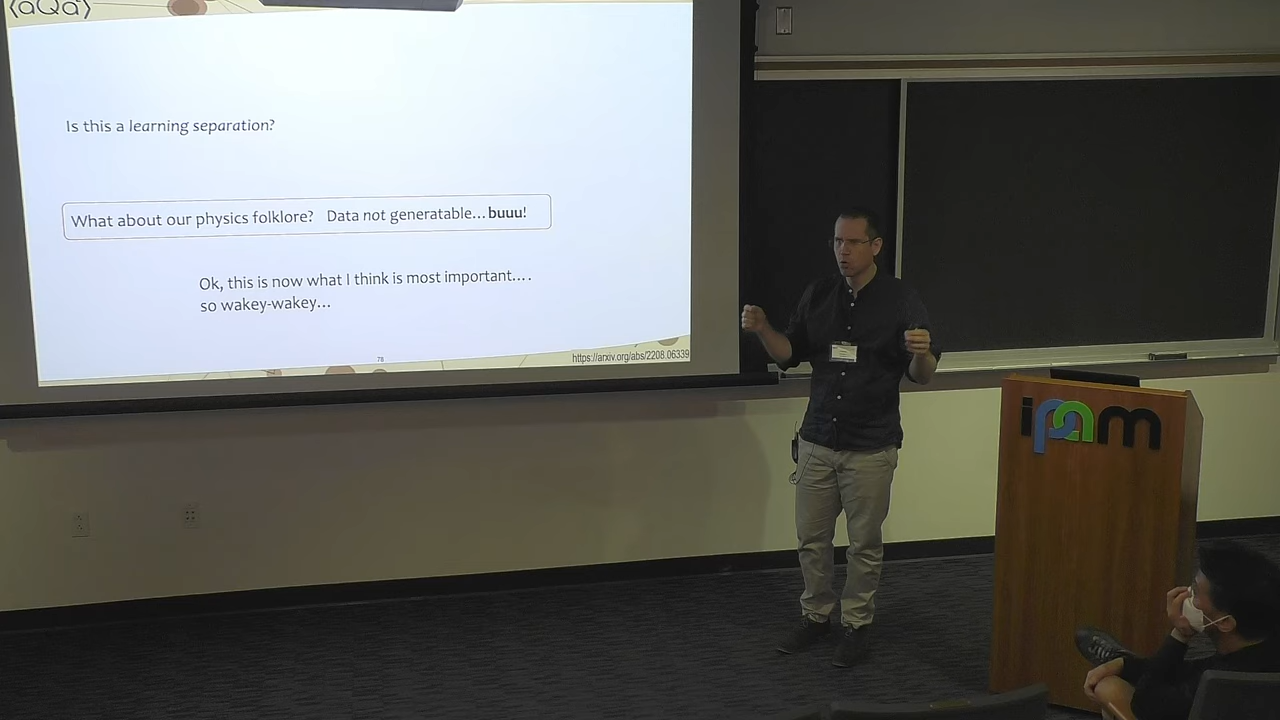 ⟨aQa⟩
Is this a learning separation?
What about our physics folklore? Data not generatable...buuu!
Ok, this is now what I think is most important....
so wakey-wakey...
78
https://arxiv.org/abs/2208.06339
ipam